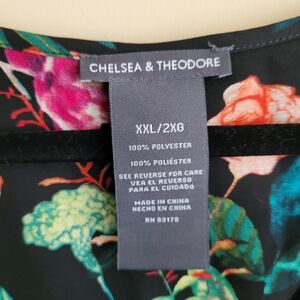 CHELSEA & THEODORE
XXL/2XG
100% POLYESTER
100% POLIÉSTER
SEE REVERSE FOR CARE
VEA EL REVERSO
PARA EL CUIDADO
MADE IN CHINA
HECHO EN CHINA
RN 93178